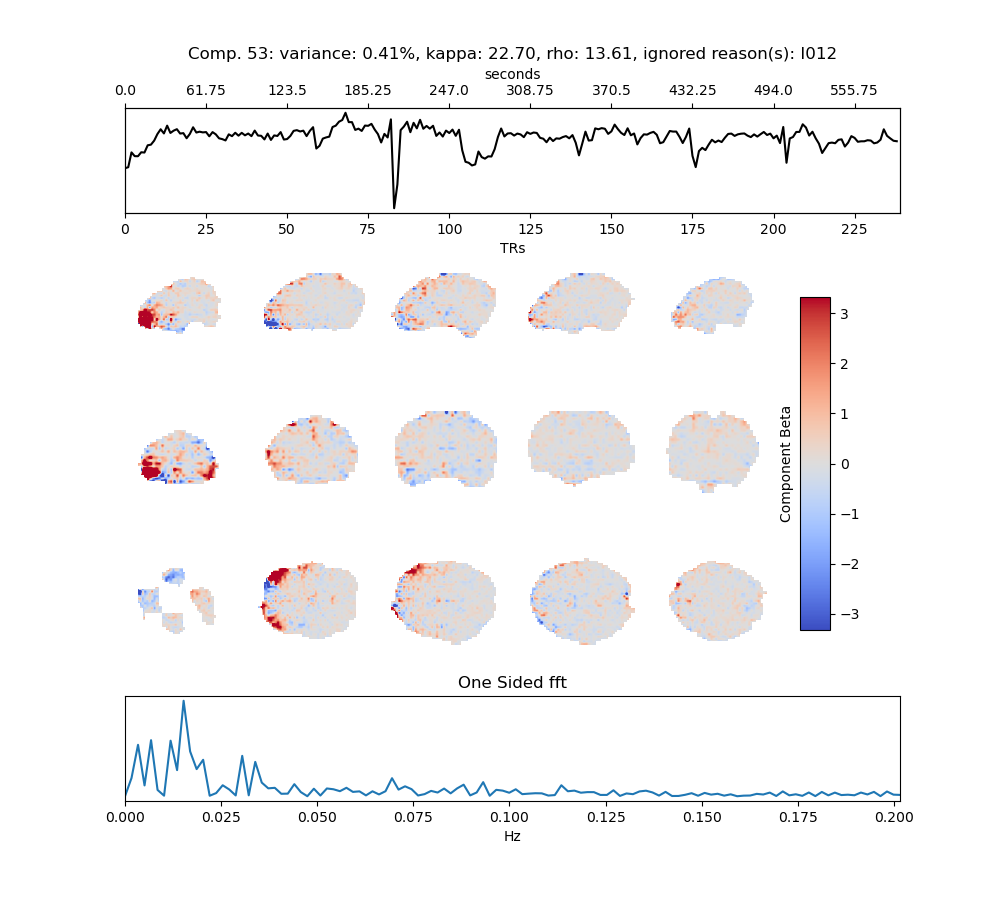 Comp. 53: variance: 0.41%, kappa: 22.70, rho: 13.61, ignored reason(s): I012
seconds
0.0 61.75 123.5 185.25 247.0 308.75 370.5 432.25 494.0 555.75
0 25 50 75 100 125 150 175 200 225
TRs
3
2
1
0
−1
−2
−3
Component Beta
One Sided fft
0.000 0.025 0.050 0.075 0.100 0.125 0.150 0.175 0.200
Hz